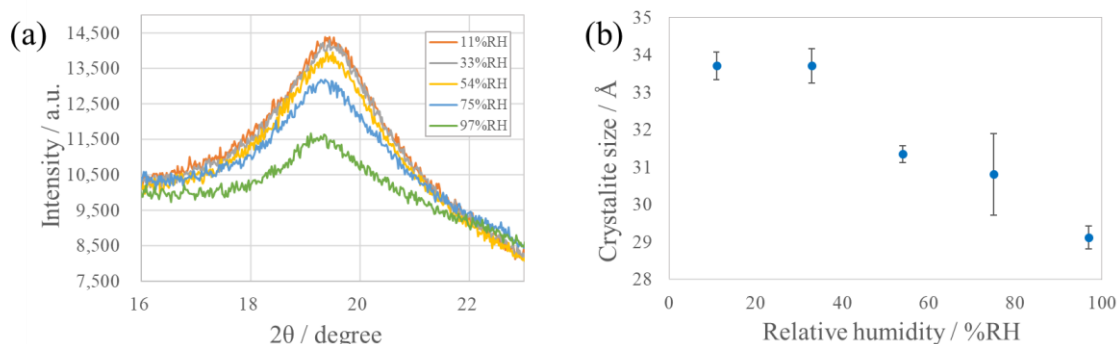 (a)
Intensity / a.u.
14,500
13,500
12,500
11,500
10,500
9,500
8,500
7,500
16
18
20
22
2θ / degree
11%RH
33%RH
54%RH
75%RH
97%RH
(b)
Crystalite size / Å
35
34
33
32
31
30
29
28
0
20
40
60
80
100
Relative humidity / %RH